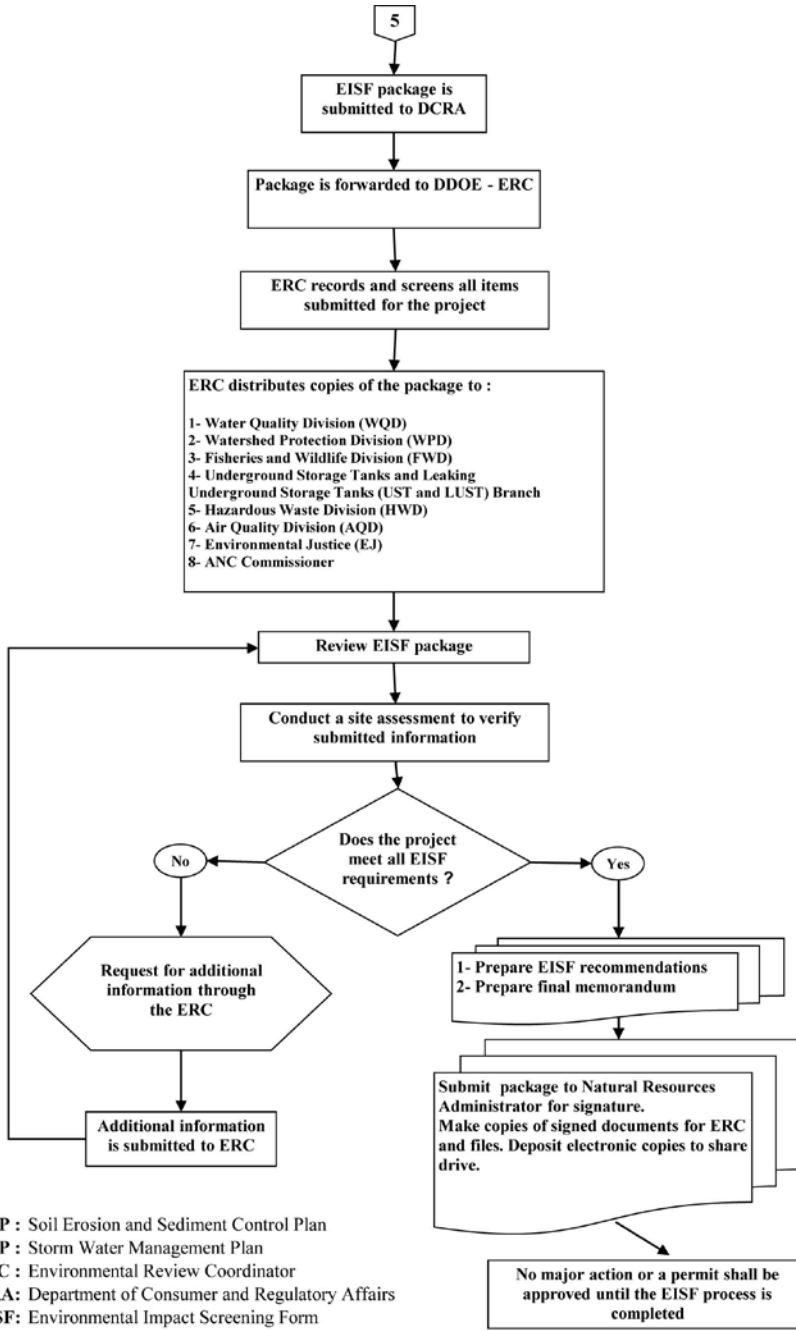 5
EISF package is
submitted to DCRA
Package is forwarded to DDOE - ERC
ERC records and screens all items
submitted for the project
ERC distributes copies of the package to :
1- Water Quality Division (WQD)
2- Watershed Protection Division (WPD)
3- Fisheries and Wildlife Division (FWD)
4- Underground Storage Tanks and Leaking
Underground Storage Tanks (UST and LUST) Branch
5- Hazardous Waste Division (HWD)
6- Air Quality Division (AQD)
7- Environmental Justice (EJ)
8- ANC Commissioner
Review EISF package
Conduct a site assessment to verify
submitted information
Does the project
meet all EISF
requirements ?
No
Yes
Request for additional
information through
the ERC
Additional information
is submitted to ERC
1- Prepare EISF recommendations
2- Prepare final memorandum
Submit package to Natural Resources
Administrator for signature.
Make copies of signed documents for ERC
and files. Deposit electronic copies to share
drive.
No major action or a permit shall be
approved until the EISF process is
completed
P : Soil Erosion and Sediment Control Plan
P : Storm Water Management Plan
C : Environmental Review Coordinator
A: Department of Consumer and Regulatory Affairs
SF: Environmental Impact Screening Form